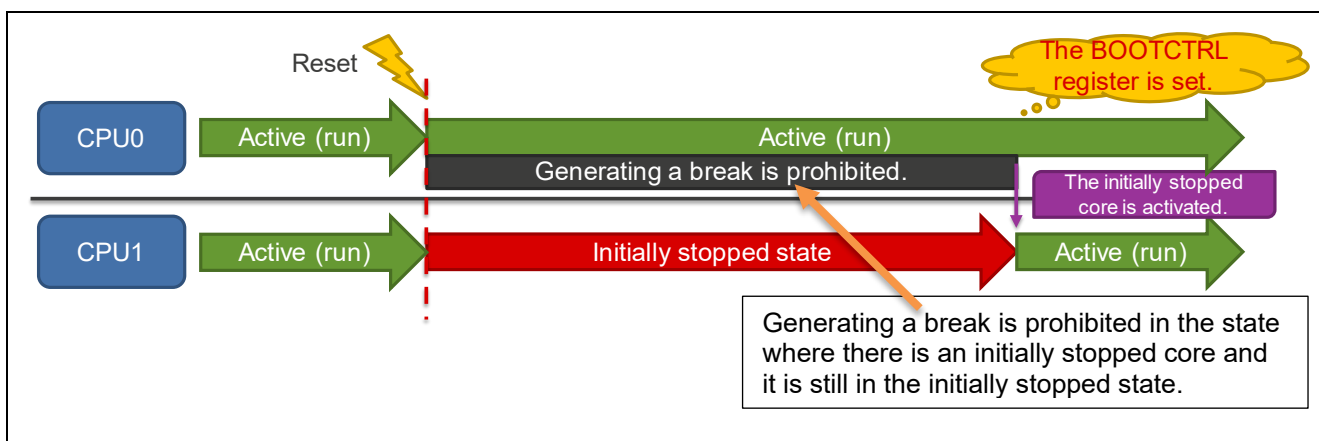 Reset
The BOOTCTRL
register is set.
CPU0
Active (run)
Active (run)
Generating a break is prohibited.
The initially stopped
core is activated.
CPU1
Active (run)
Initially stopped state
Active (run)
Generating a break is prohibited in the state
where there is an initially stopped core and
it is still in the initially stopped state.